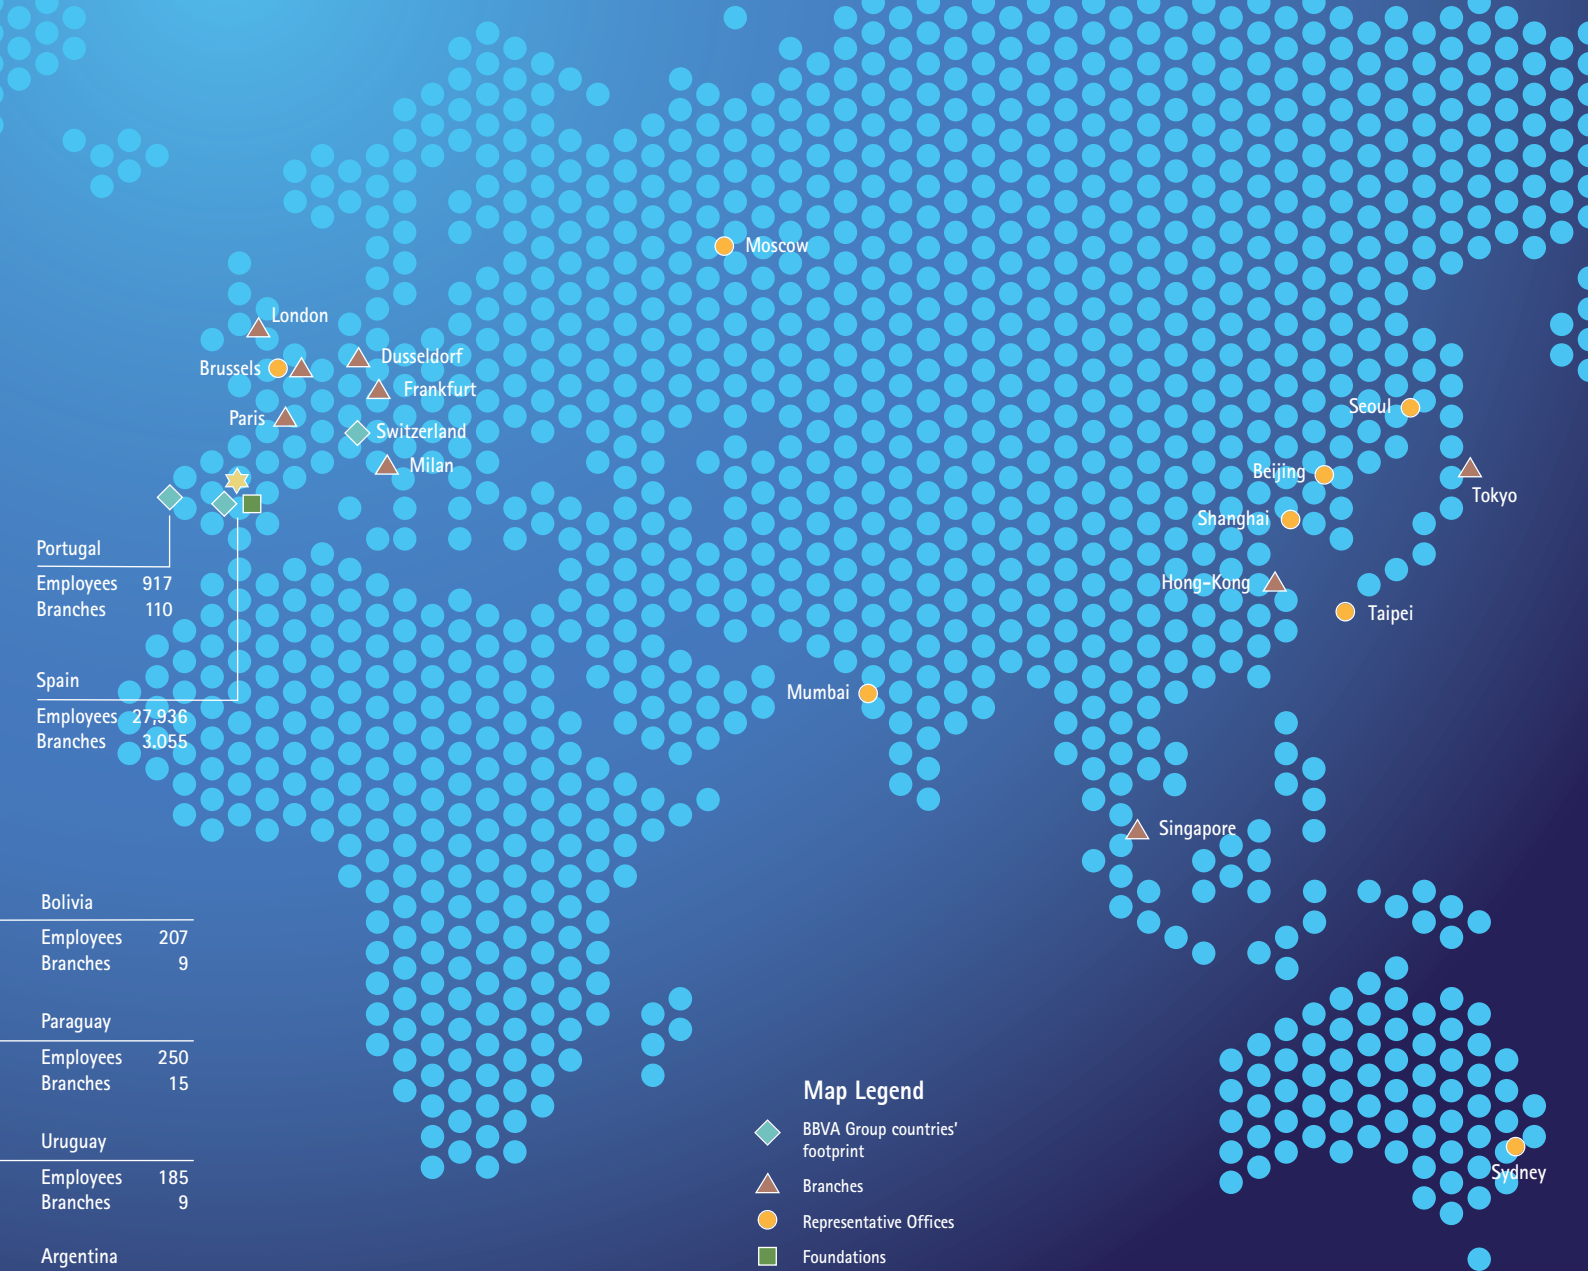 Moscow
London
Brussels
Dusseldorf
Frankfurt
Paris
Switzerland
Milan
Seoul
Beijing
Tokyo
Shanghai
Hong-Kong
Taipei
Mumbai
Singapore
Sydney
Portugal
Employees 917
Branches 110
Spain
Employees 27,936
Branches 3.055
Bolivia
Employees 207
Branches 9
Paraguay
Employees 250
Branches 15
Uruguay
Employees 185
Branches 9
Argentina
Map Legend
BBVA Group countries'
footprint
Branches
Representative Offices
Foundations